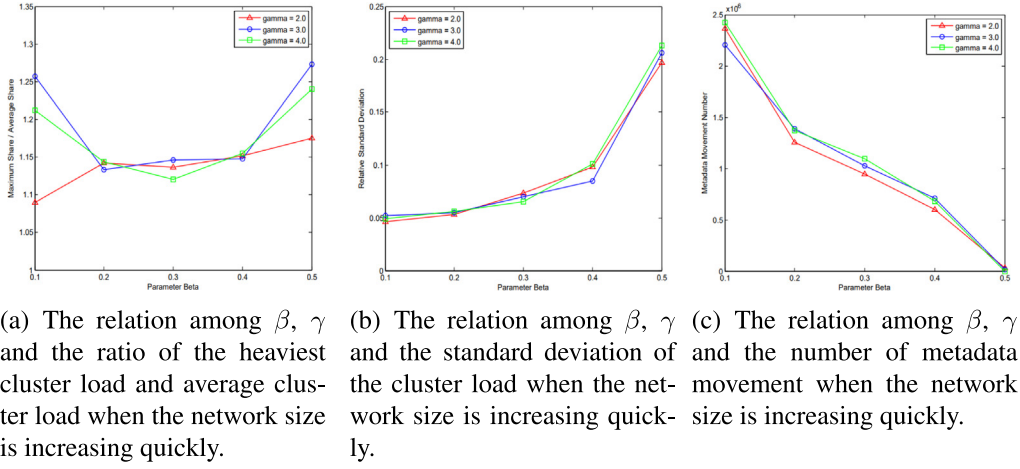 1.35
1.3
1.25
1.2
1.15
1.1
1.05
1
0.1 0.2 0.3 0.4 0.5
Maximum Share / Average Share
Parameter Beta
gamma = 2.0
gamma = 3.0
gamma = 4.0
0.25
0.2
0.15
0.1
0.05
0
0.1 0.2 0.3 0.4 0.5
Relative Standard Deviation
Parameter Beta
gamma = 2.0
gamma = 3.0
gamma = 4.0
x 10^6
2.5
2
1.5
1
0.5
0
0.1 0.2 0.3 0.4 0.5
Metadata Movement Number
Parameter Beta
gamma = 2.0
gamma = 3.0
gamma = 4.0
(a) The relation among β, γ
and the ratio of the heaviest
cluster load and average clus-
ter load when the network size
is increasing quickly.
(b) The relation among β, γ
and the standard deviation of
the cluster load when the net-
work size is increasing quick-
ly.
(c) The relation among β, γ
and the number of metadata
movement when the network
size is increasing quickly.